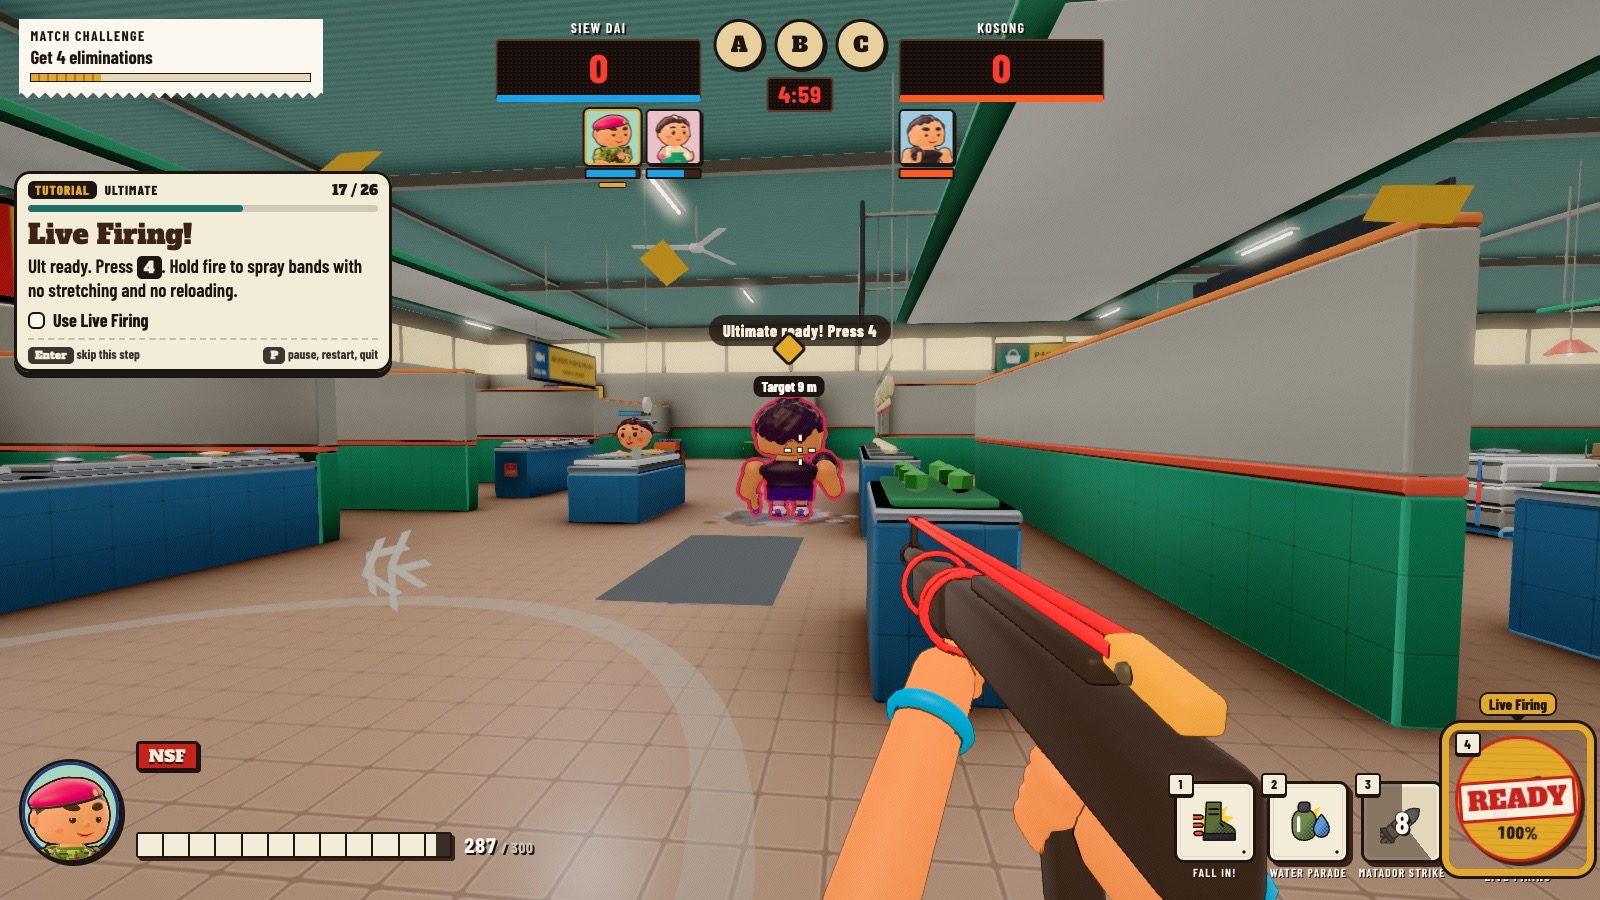 MATCH CHALLENGE
Get 4 eliminations
SIEW DAI
0
A B C
4:59
KOSONG
0
TUTORIAL ULTIMATE 17 / 26
Live Firing!
Ult ready. Press 4. Hold fire to spray bands with
no stretching and no reloading.
Use Live Firing
Enter skip this step
P pause, restart, quit
Ultimate ready! Press 4
Target 9 m
NSF
287 / 300
Live Firing
1
2
3
4
8
READY
100%
FALL IN!
WATER PARADE
MATADOR STRIKE